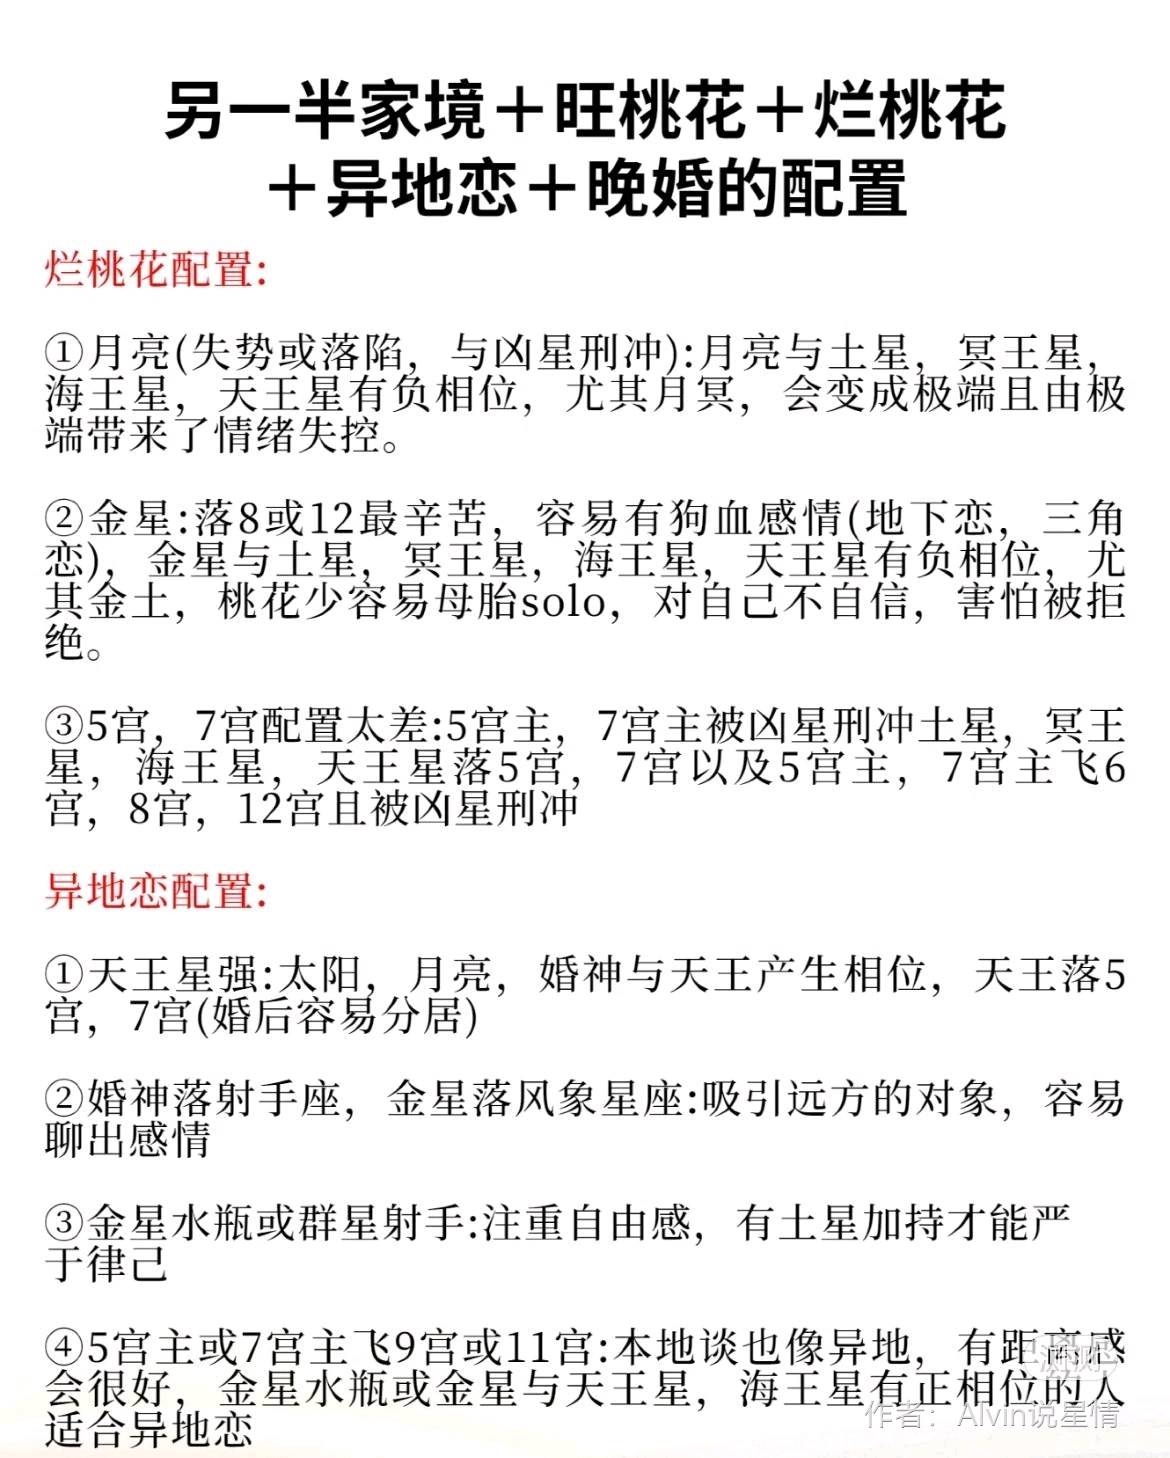 另一半家境＋旺桃花＋烂桃花
＋异地恋＋晚婚的配置
烂桃花配置:
①月亮(失势或落陷，与凶星刑冲):月亮与土星，冥王星，
海王星，天王星有负相位，尤其月冥，会变成极端且由极
端带来了情绪失控。
②金星:落8或12最辛苦，容易有狗血感情(地下恋，三角
恋)，金星与土星，冥王星，海王星，天王星有负相位，尤
其金土，桃花少容易母胎solo，对自己不自信，害怕被拒
绝。
③5宫，7宫配置太差:5宫主，7宫主被凶星刑冲土星，冥王
星，海王星，天王星落5宫，7宫以及5宫主，7宫主飞6
宫，8宫，12宫且被凶星刑冲
异地恋配置:
①天王星强:太阳，月亮，婚神与天王产生相位，天王落5
宫，7宫(婚后容易分居)
②婚神落射手座，金星落风象星座:吸引远方的对象，容易
聊出感情
③金星水瓶或群星射手:注重自由感，有土星加持才能严
于律己
④5宫主或7宫主飞9宫或11宫:本地谈也像异地，有距离感
会很好，金星水瓶或金星与天王星，海王星有正相位的人
适合异地恋
测测
作者：Alvin说星情